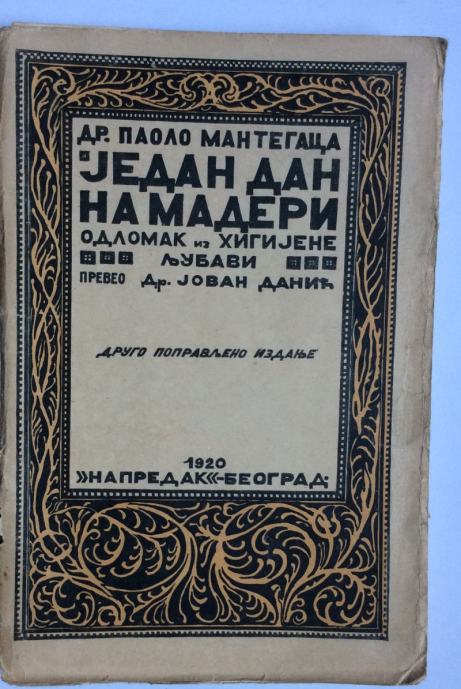 ДР. ПАОЛО МАНТЕГАЦА
ЈЕДАН ДАН
НА МАДЕРИ
ОДЛОМАК из ХИГИЈЕНЕ
ЉУБАВИ
ПРЕВЕО Др. ЈОВАН ДАНИЋ
ДРУГО ПОПРАВЉЕНО ИЗДАЊЕ
1920
»НАПРЕДАК«-БЕОГРАД;